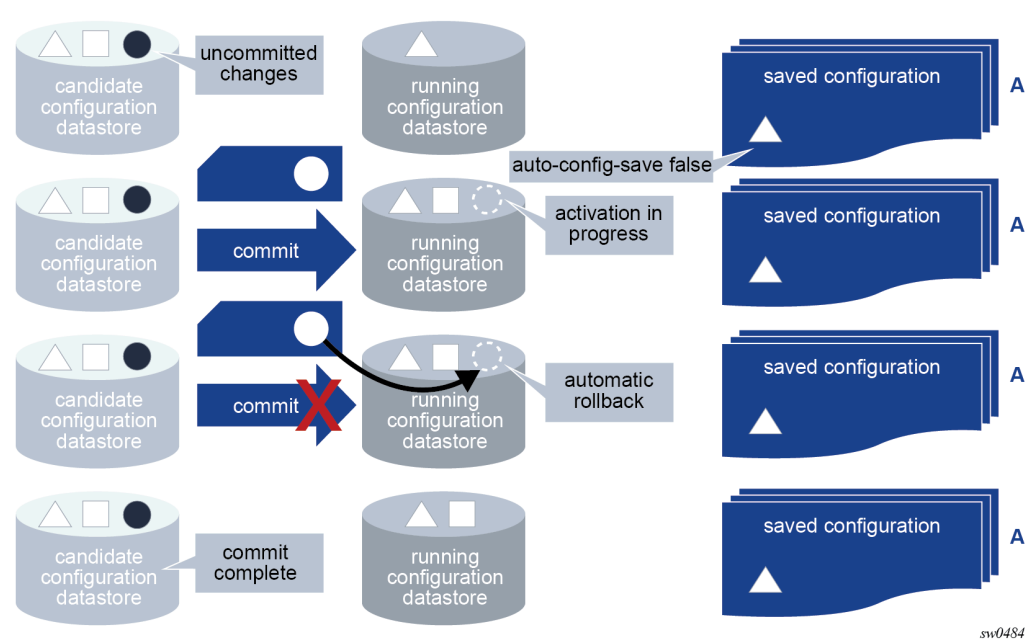 uncommitted
changes
candidate
configuration
datastore
running
configuration
datastore
saved configuration
A
auto-config-save false
candidate
configuration
datastore
commit
running
configuration
datastore
activation in
progress
saved configuration
A
candidate
configuration
datastore
commit
running
configuration
datastore
automatic
rollback
saved configuration
A
candidate
configuration
datastore
commit
complete
running
configuration
datastore
saved configuration
A
sw0484